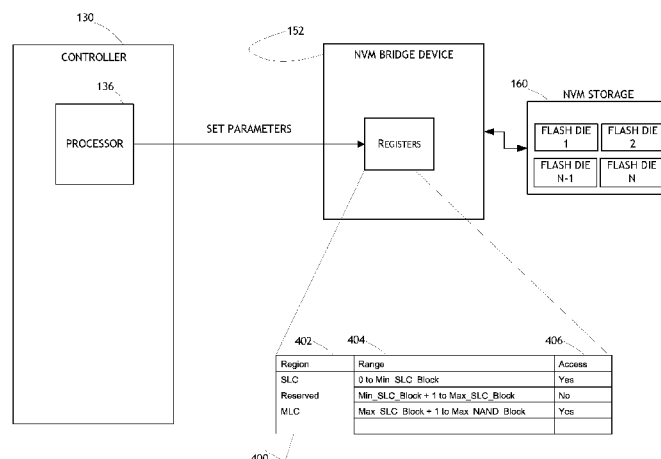 130
CONTROLLER
136
PROCESSOR
SET PARAMETERS
152
NVM BRIDGE DEVICE
REGISTERS
160
NVM STORAGE
FLASH DIE 1
FLASH DIE 2
FLASH DIE N-1
FLASH DIE N
402
404
406
Region Range Access
SLC 0 to Min_SLC_Block Yes
Reserved Min_SLC_Block + 1 to Max_SLC_Block No
MLC Max_SLC_Block + 1 to Max_NAND_Block Yes
400